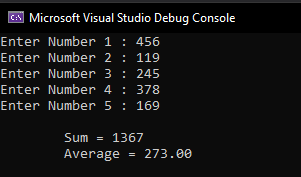 Microsoft Visual Studio Debug Console
Enter Number 1 : 456
Enter Number 2 : 119
Enter Number 3 : 245
Enter Number 4 : 378
Enter Number 5 : 169
Sum = 1367
Average = 273.00